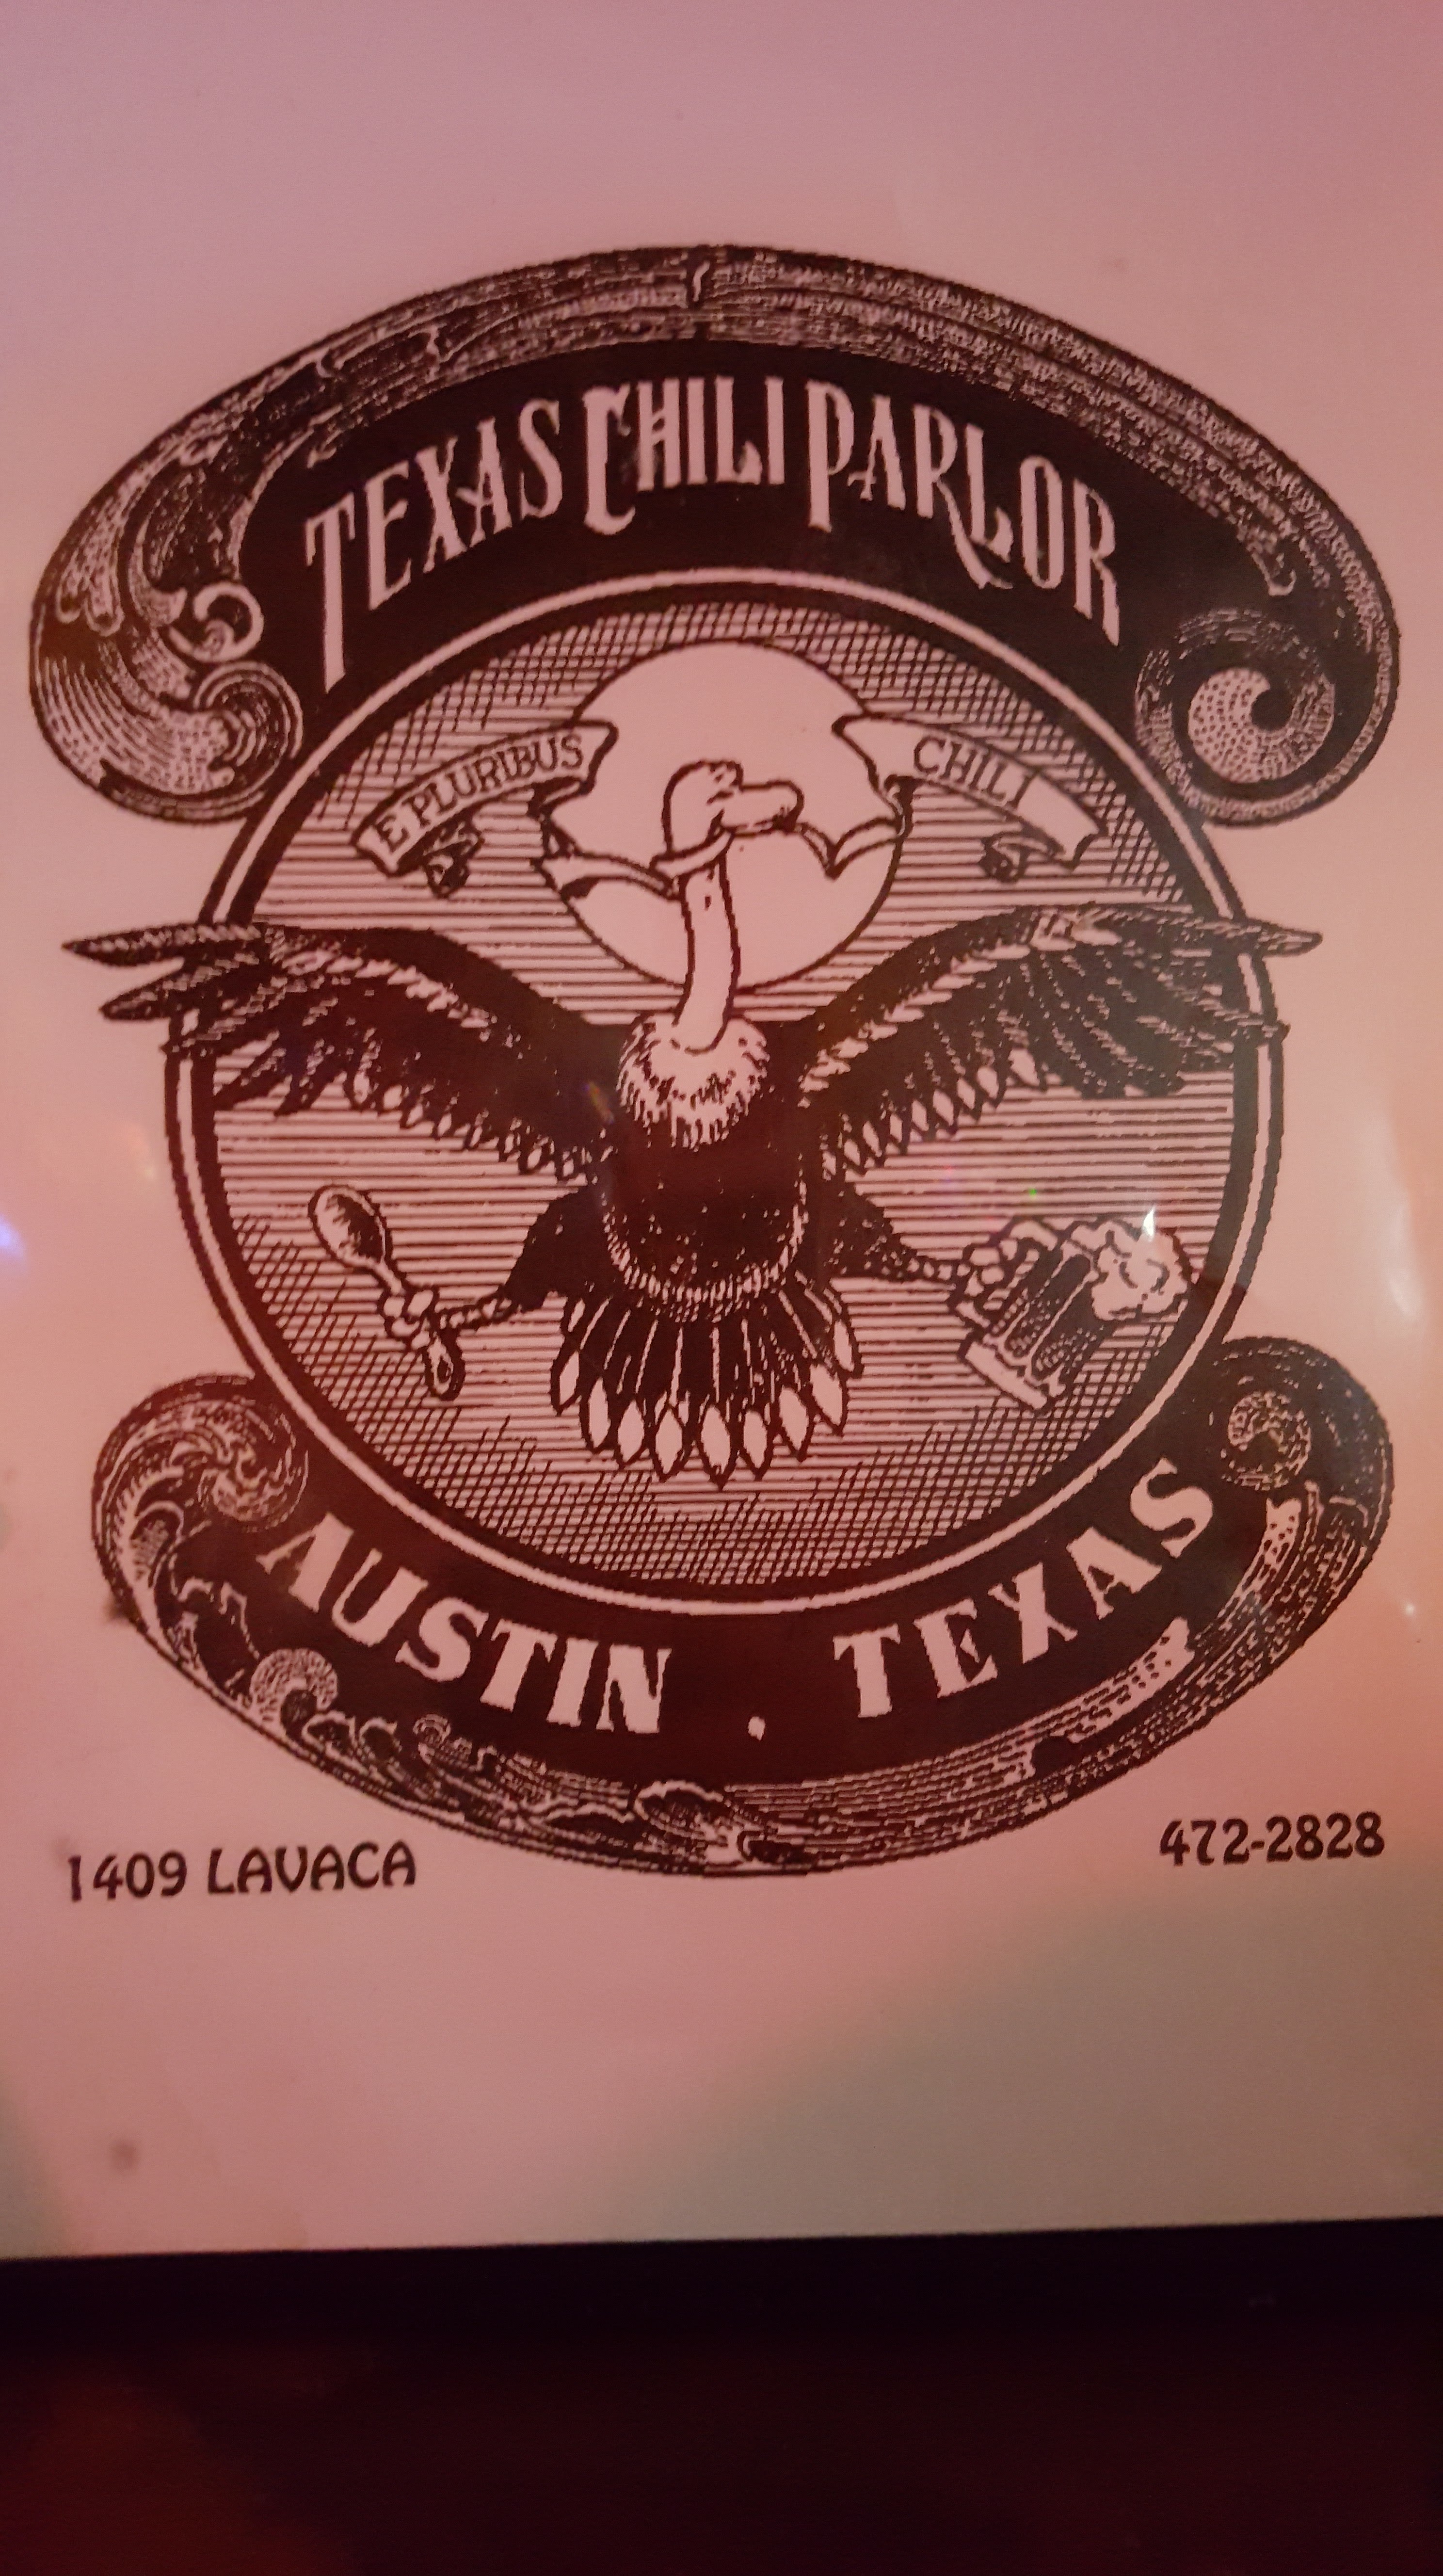 TEXAS CHILI PARLOR
E PLURIBUS CHILI
AUSTIN . TEXAS
1409 LAVACA
472-2828